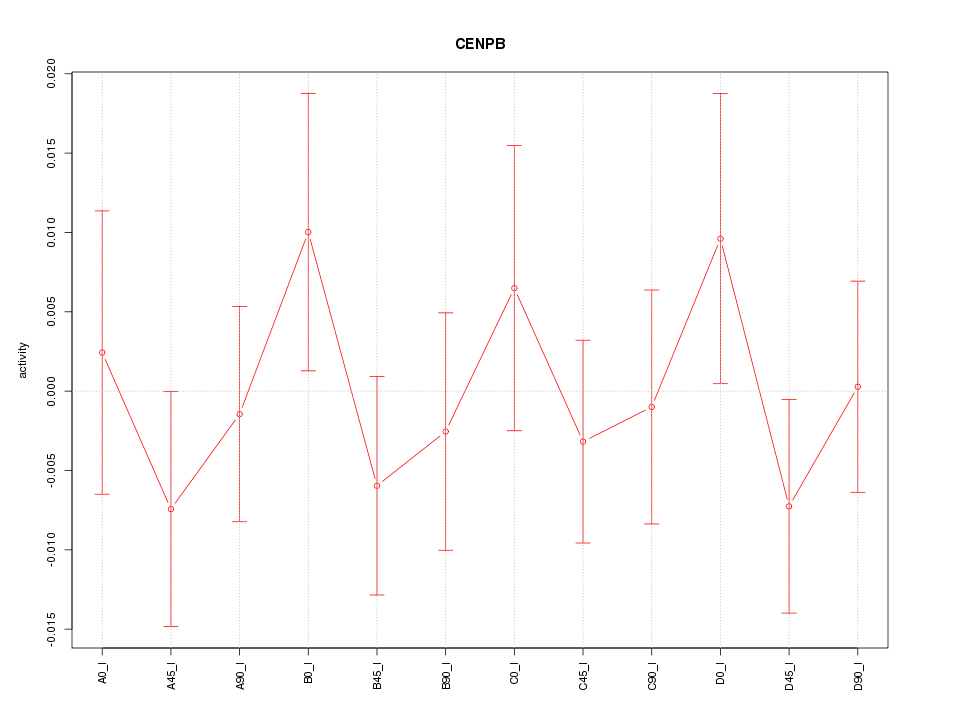 CENPB
activity
0.020
0.015
0.010
0.005
0.000
-0.005
-0.010
-0.015
A0_I
A45_I
A90_I
B0_I
B45_I
B90_I
C0_I
C45_I
C90_I
D0_I
D45_I
D90_I